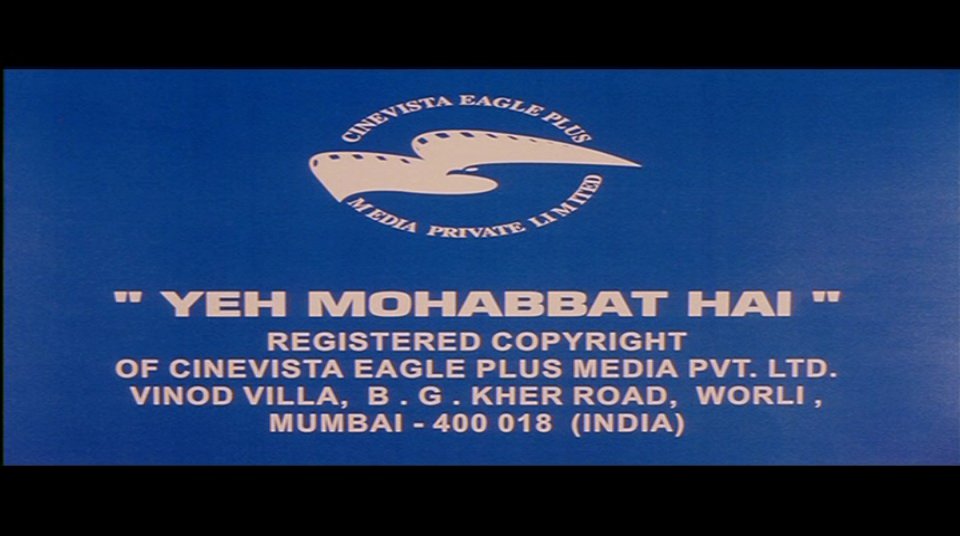 CINEVISTA EAGLE PLUS
MEDIA PRIVATE LIMITED
" YEH MOHABBAT HAI "
REGISTERED COPYRIGHT
OF CINEVISTA EAGLE PLUS MEDIA PVT. LTD.
VINOD VILLA, B . G . KHER ROAD, WORLI ,
MUMBAI - 400 018 (INDIA)